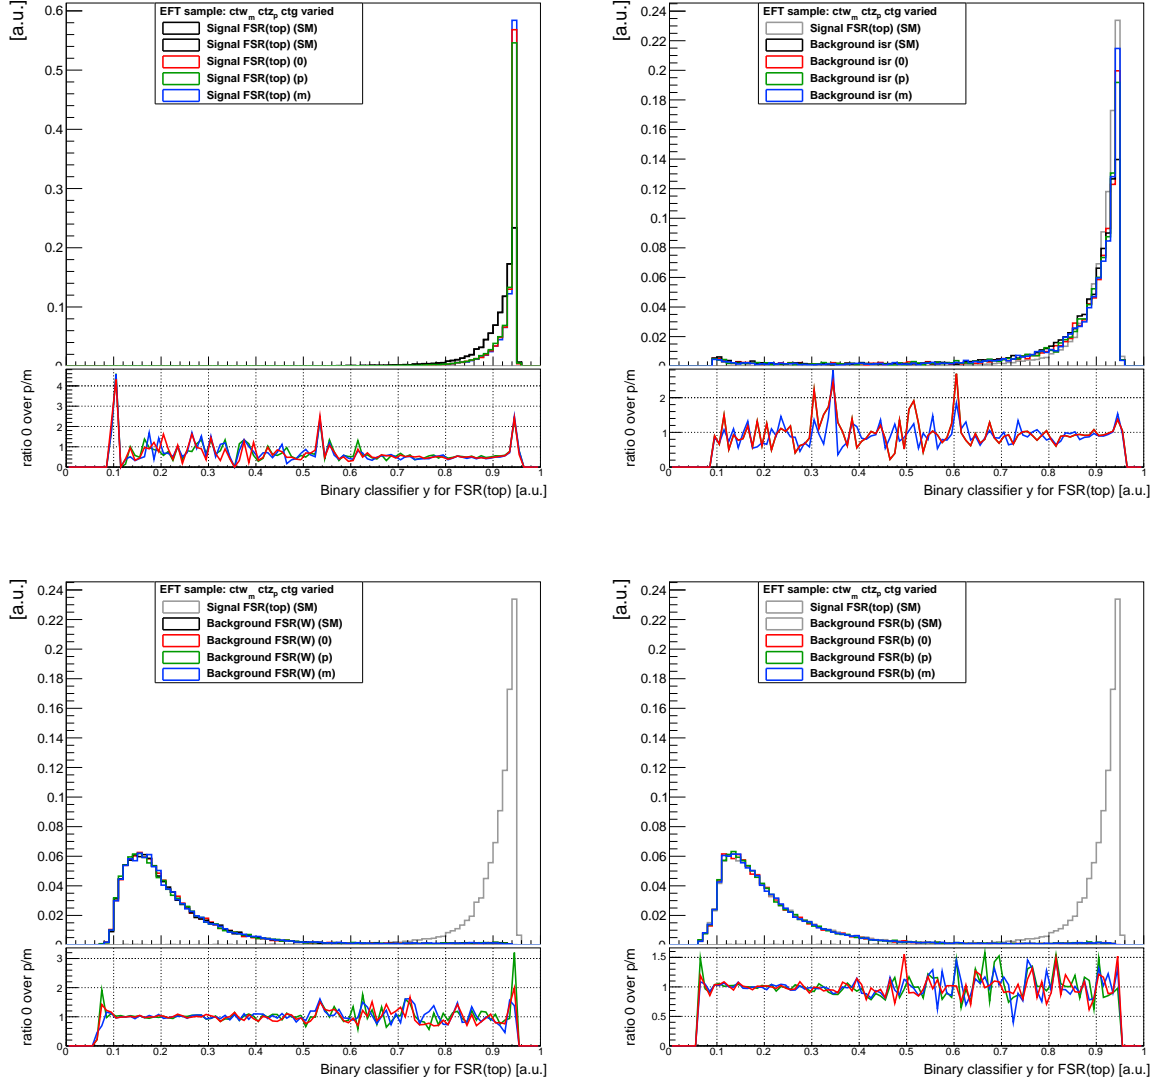 [a.u.]
EFT sample: ctw_m ctz_p ctg varied
Signal FSR(top) (SM)
Signal FSR(top) (SM)
Signal FSR(top) (0)
Signal FSR(top) (p)
Signal FSR(top) (m)
0.6
0.5
0.4
0.3
0.2
0.1
0
ratio 0 over p/m
4
3
2
1
0
0 0.1 0.2 0.3 0.4 0.5 0.6 0.7 0.8 0.9 1
Binary classifier y for FSR(top) [a.u.]
[a.u.]
EFT sample: ctw_m ctz_p ctg varied
Signal FSR(top) (SM)
Background isr (SM)
Background isr (0)
Background isr (p)
Background isr (m)
0.24
0.22
0.2
0.18
0.16
0.14
0.12
0.1
0.08
0.06
0.04
0.02
0
ratio 0 over p/m
2
1
0
0 0.1 0.2 0.3 0.4 0.5 0.6 0.7 0.8 0.9 1
Binary classifier y for FSR(top) [a.u.]
[a.u.]
EFT sample: ctw_m ctz_p ctg varied
Signal FSR(top) (SM)
Background FSR(W) (SM)
Background FSR(W) (0)
Background FSR(W) (p)
Background FSR(W) (m)
0.24
0.22
0.2
0.18
0.16
0.14
0.12
0.1
0.08
0.06
0.04
0.02
0
ratio 0 over p/m
3
2
1
0
0 0.1 0.2 0.3 0.4 0.5 0.6 0.7 0.8 0.9 1
Binary classifier y for FSR(top) [a.u.]
[a.u.]
EFT sample: ctw_m ctz_p ctg varied
Signal FSR(top) (SM)
Background FSR(b) (SM)
Background FSR(b) (0)
Background FSR(b) (p)
Background FSR(b) (m)
0.24
0.22
0.2
0.18
0.16
0.14
0.12
0.1
0.08
0.06
0.04
0.02
0
ratio 0 over p/m
1.5
1
0.5
0
0 0.1 0.2 0.3 0.4 0.5 0.6 0.7 0.8 0.9 1
Binary classifier y for FSR(top) [a.u.]